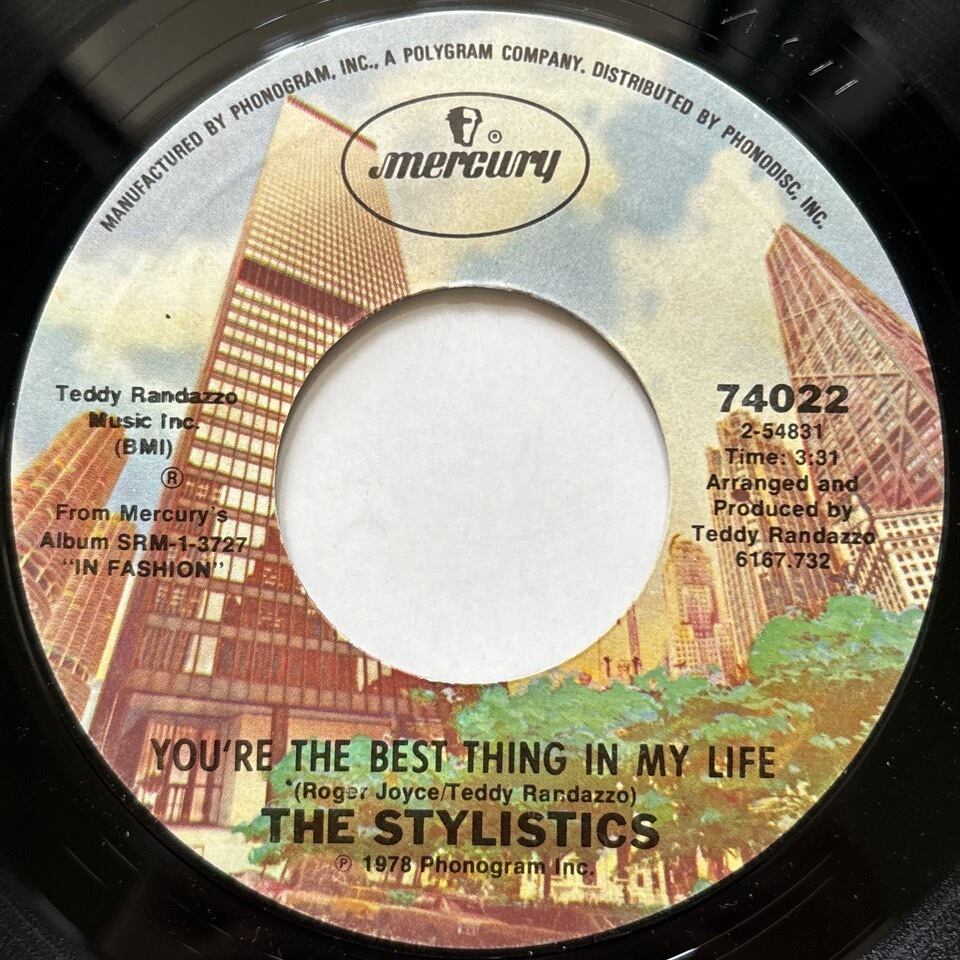 MANUFACTURED BY PHONOGRAM, INC., A POLYGRAM COMPANY. DISTRIBUTED BY PHONODISC, INC.
mercury ®
Teddy Randazzo
Music Inc.
(BMI)
®
From Mercury's
Album SRM-1-3727
"IN FASHION"
74022
2-54831
Time: 3:31
Arranged and
Produced by
Teddy Randazzo
6167.732
YOU'RE THE BEST THING IN MY LIFE
(Roger Joyce/Teddy Randazzo)
THE STYLISTICS
℗ 1978 Phonogram Inc.